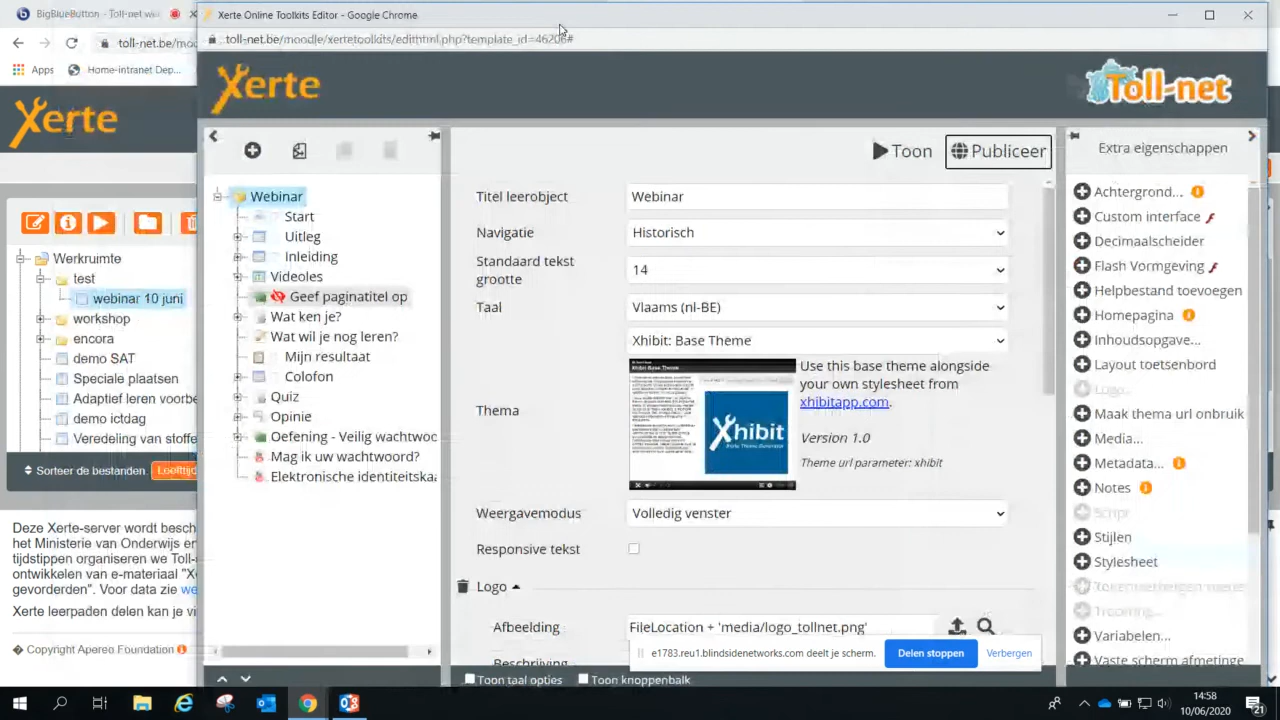 BigBlueButton - Toll-net w
Xerte Online Toolkits Editor - Google Chrome
toll-net.be/mo
toll-net.be/moodle/xertetoolkits/edithtml.php?template_id=46206#
Apps
Home-intranet Dep...
Xerte
Xerte
Toll-net
Toon
Publiceer
Extra eigenschappen
Werkruimte
test
webinar 10 juni
workshop
encora
demo SAT
Speciale plaatsen
Adaptief leren voorbe
demo ictdag
Veredeling van stoffe
Sorteer de bestanden.
Leeftijd
Deze Xerte-server wordt besch
het Ministerie van Onderwijs en
tijdstippen organiseren we Toll-
ontwikkelen van e-materiaal "Xe
gevorderden". Voor data zie we
Xerte leerpaden delen kan je vi
Copyright Apereo Foundation
Webinar
Start
Uitleg
Inleiding
Videoles
Geef paginatitel op
Wat ken je?
Wat wil je nog leren?
Mijn resultaat
Colofon
Quiz
Opinie
Oefening - Veilig wachtwoo
Mag ik uw wachtwoord?
Elektronische identiteitska
Titel leerobject
Webinar
Navigatie
Historisch
Standaard tekst
grootte
14
Taal
Vlaams (nl-BE)
Xhibit: Base Theme
Thema
Xhibit
Use this base theme alongside
your own stylesheet from
xhibitapp.com.
Version 1.0
Theme url parameter: xhibit
Weergavemodus
Volledig venster
Responsive tekst
Logo
Afbeelding
FileLocation + 'media/logo_tollnet.png'
Beschrijving
e1783.reu1.blindsidenetworks.com deelt je scherm.
Delen stoppen
Verbergen
Toon taal opties
Toon knoppenbalk
Achtergrond...
Custom interface
Decimaalscheider
Flash Vormgeving
Helpbestand toevoegen
Homepagina
Inhoudsopgave...
Layout toetsenbord
Logo
Maak thema url onbruik
Media...
Metadata...
Notes
Script
Stijlen
Stylesheet
Variabelen...
Vaste scherm afmetinge
14:58
10/06/2020
21